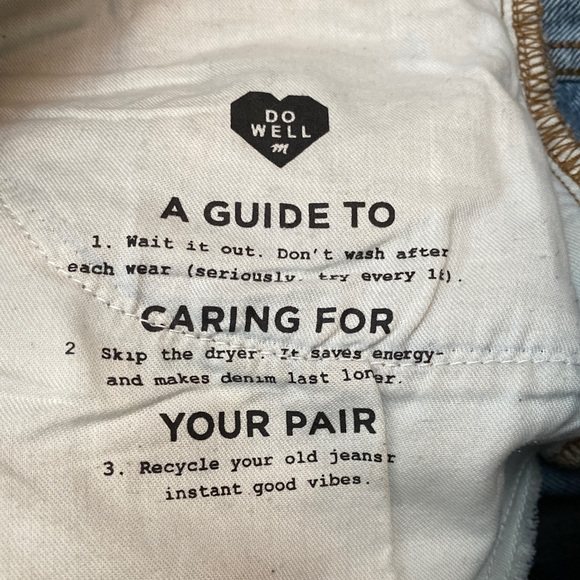 DO
WELL
m
A GUIDE TO
1. Wait it out. Don't wash after
each wear (seriously. try every 10).
CARING FOR
2 Skip the dryer. It saves energy-
and makes denim last
YOUR PAIR
3. Recycle your old jeans
instant good vibes.